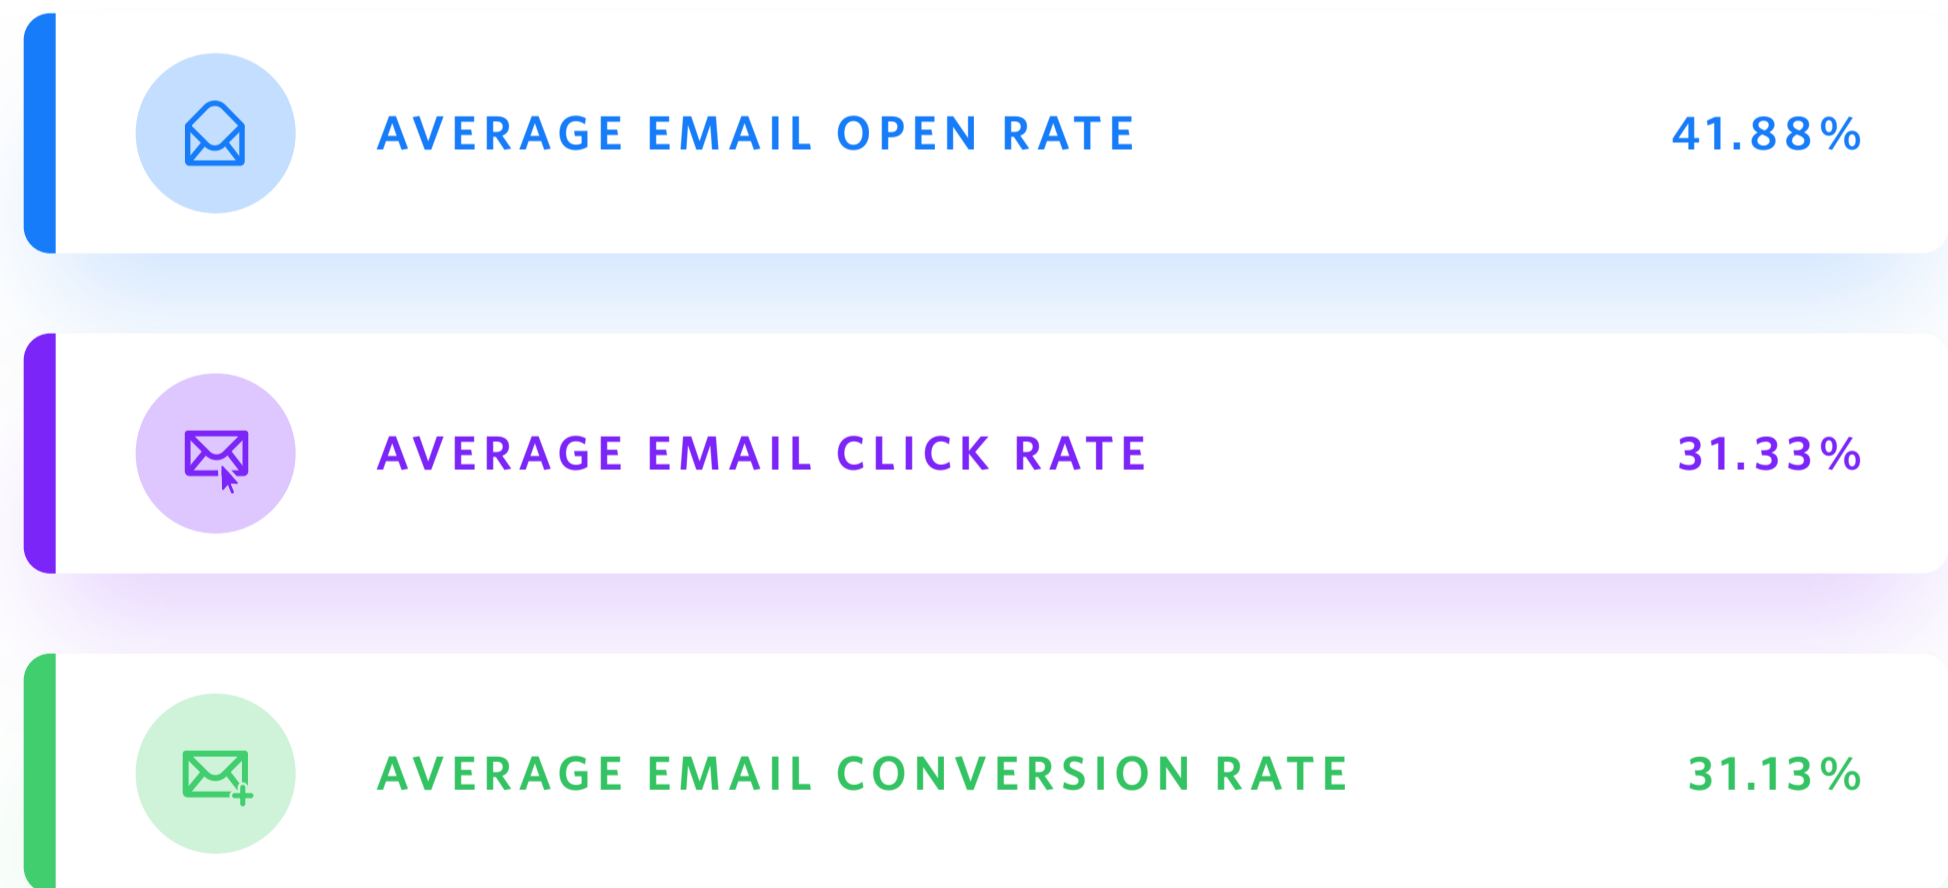 AVERAGE EMAIL OPEN RATE 41.88%
AVERAGE EMAIL CLICK RATE 31.33%
AVERAGE EMAIL CONVERSION RATE 31.13%